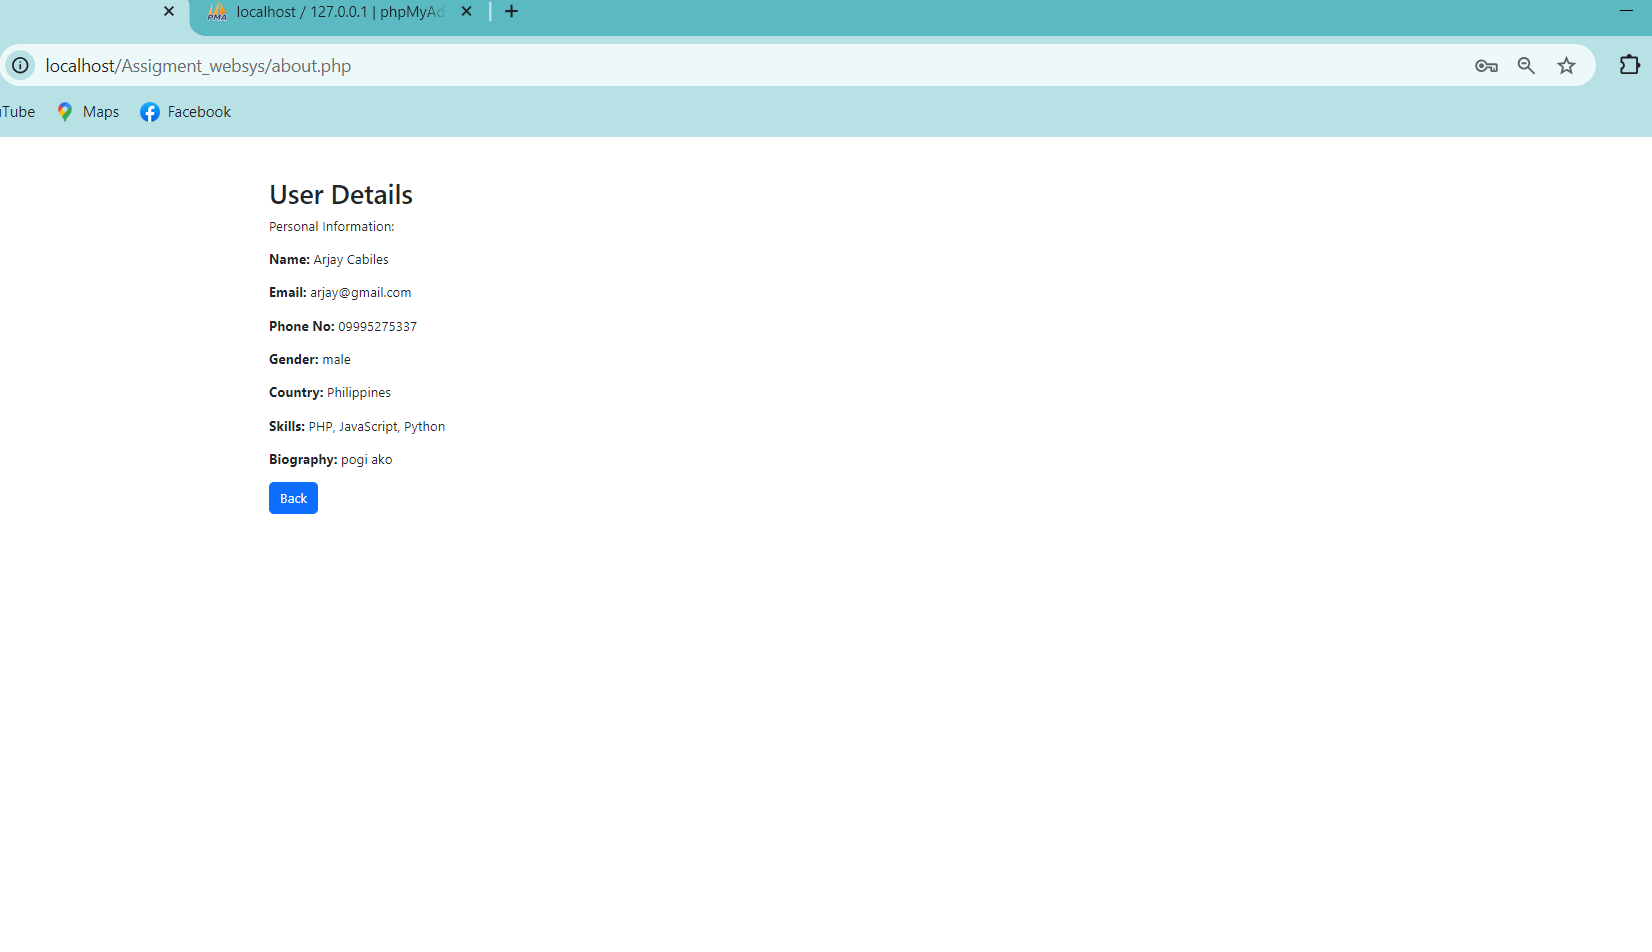 localhost / 127.0.0.1 | phpMyAd
localhost/Assigment_websys/about.php
Tube Maps Facebook
User Details
Personal Information:
Name: Arjay Cabiles
Email: arjay@gmail.com
Phone No: 09995275337
Gender: male
Country: Philippines
Skills: PHP, JavaScript, Python
Biography: pogi ako
Back